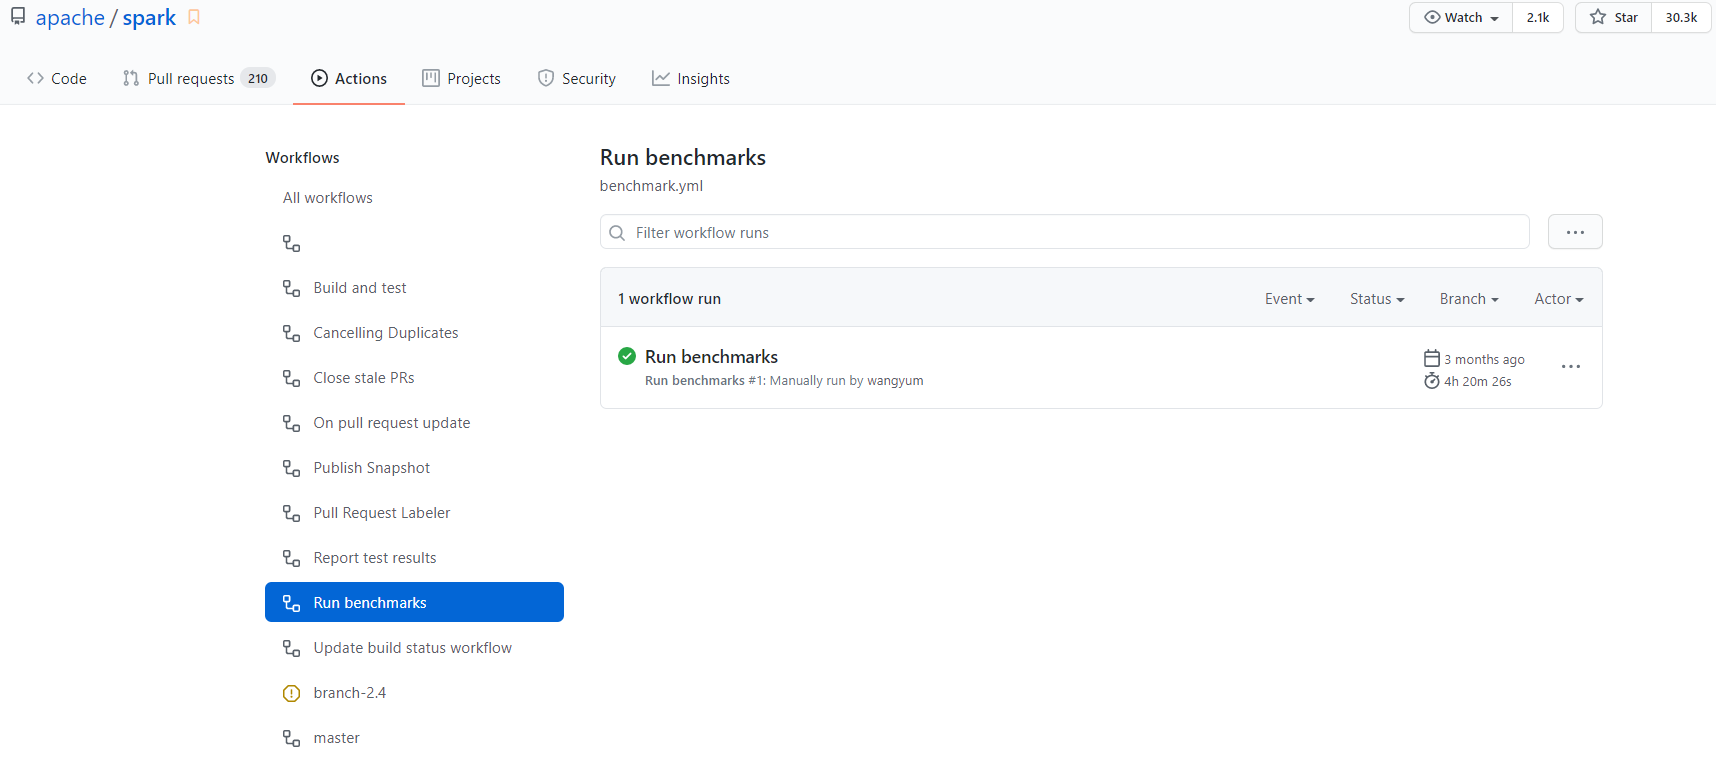 apache / spark
Watch 2.1k
Star 30.3k
Code
Pull requests 210
Actions
Projects
Security
Insights
Workflows
All workflows
Build and test
Cancelling Duplicates
Close stale PRs
On pull request update
Publish Snapshot
Pull Request Labeler
Report test results
Run benchmarks
Update build status workflow
branch-2.4
master
Run benchmarks
benchmark.yml
Filter workflow runs
1 workflow run
Event
Status
Branch
Actor
Run benchmarks
Run benchmarks #1: Manually run by wangyum
3 months ago
4h 20m 26s